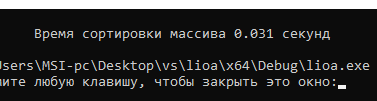 Время сортировки массива 0.031 секунд
Users\MSI-pc\Desktop\vs\lioa\x64\Debug\lioa.exe
мите любую клавишу, чтобы закрыть это окно: